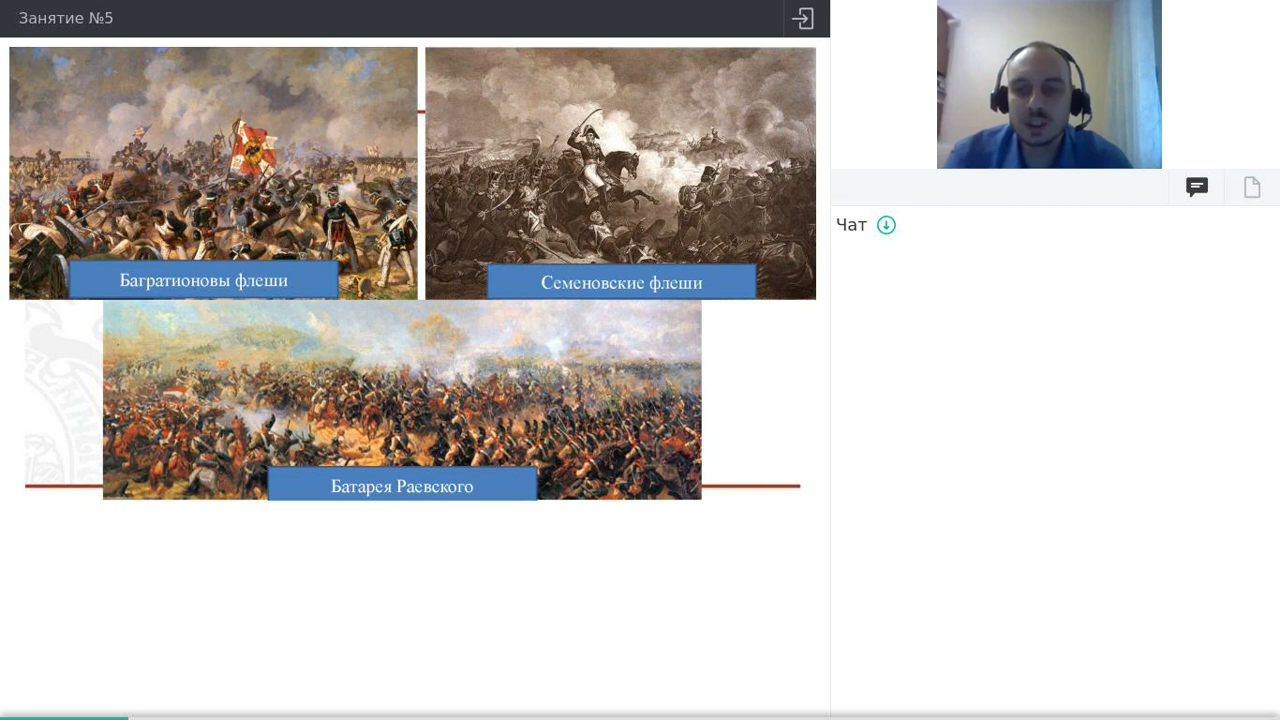 Занятие №5
Багратионовы флеши
Семеновские флеши
Батарея Раевского
Чат